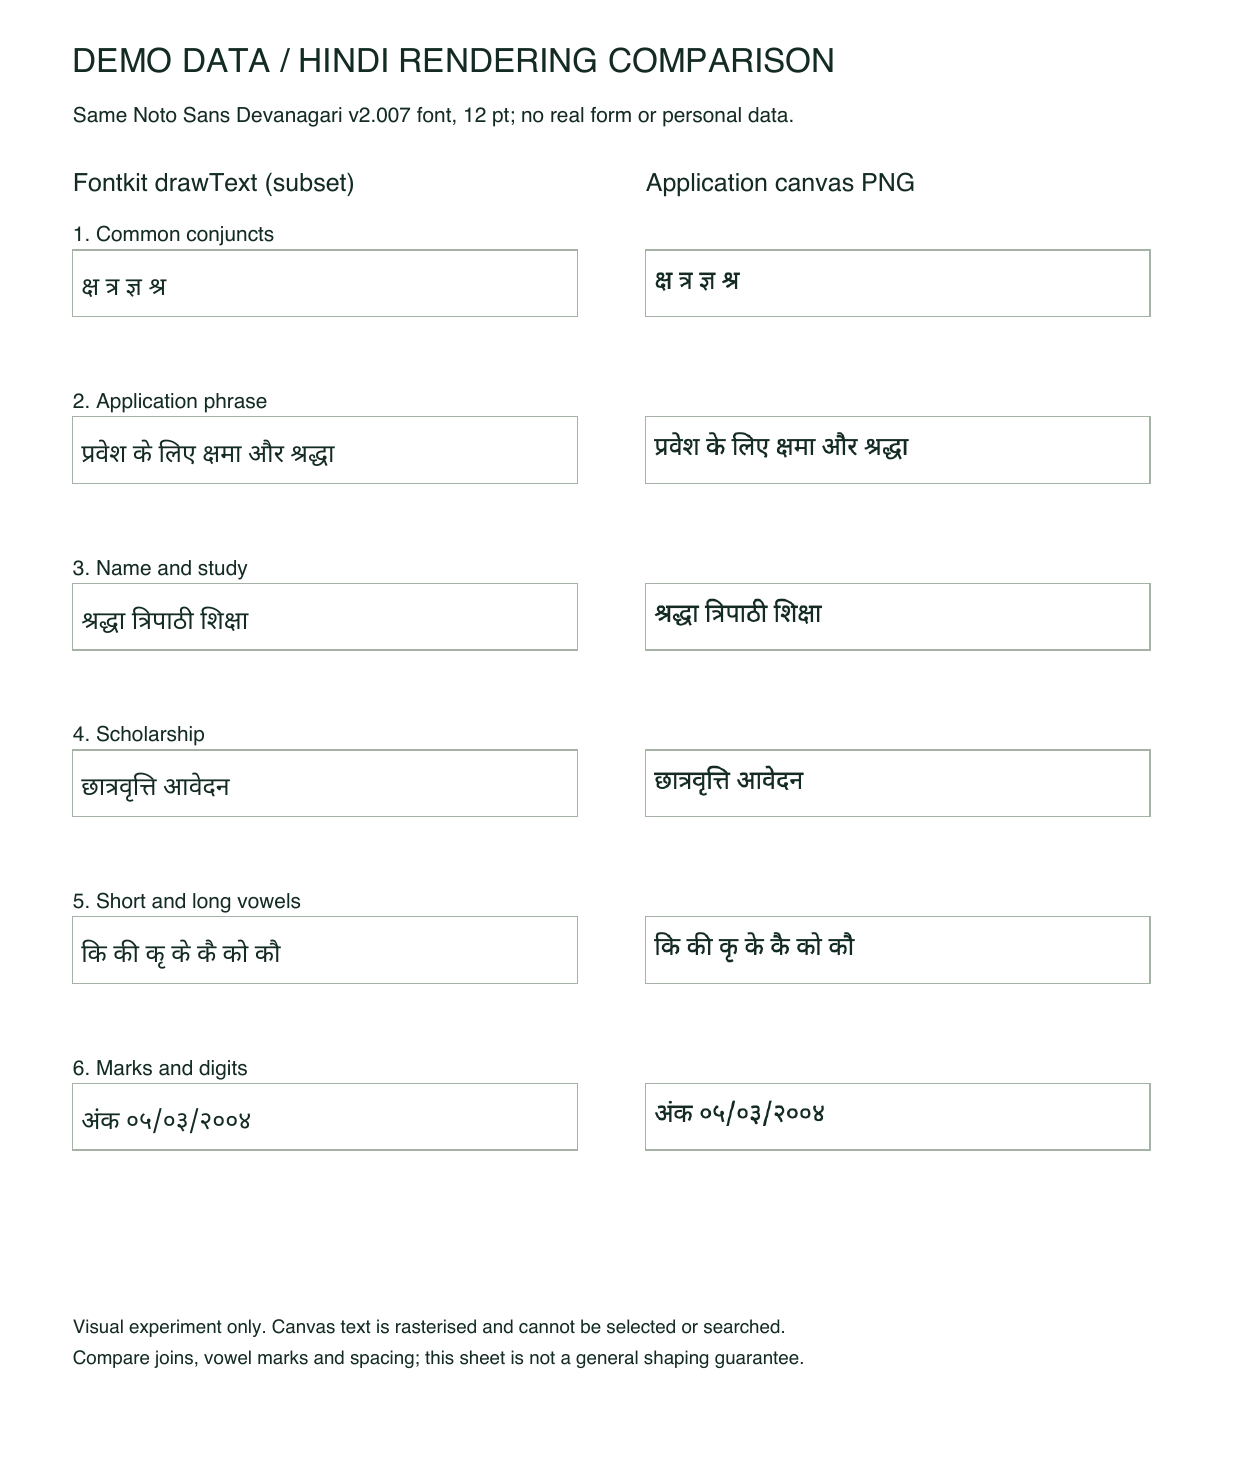 DEMO DATA / HINDI RENDERING COMPARISON
Same Noto Sans Devanagari v2.007 font, 12 pt; no real form or personal data.
Fontkit drawText (subset)
Application canvas PNG
1. Common conjuncts
क्ष त्र ज्ञ श्र
क्ष त्र ज्ञ श्र
2. Application phrase
प्रवेश के लिए क्षमा और श्रद्धा
प्रवेश के लिए क्षमा और श्रद्धा
3. Name and study
श्रद्धा त्रिपाठी शिक्षा
श्रद्धा त्रिपाठी शिक्षा
4. Scholarship
छात्रवृत्ति आवेदन
छात्रवृत्ति आवेदन
5. Short and long vowels
कि की कृ के कै को कौ
कि की कृ के कै को कौ
6. Marks and digits
अंक ०५/०३/२००४
अंक ०५/०३/२००४
Visual experiment only. Canvas text is rasterised and cannot be selected or searched.
Compare joins, vowel marks and spacing; this sheet is not a general shaping guarantee.